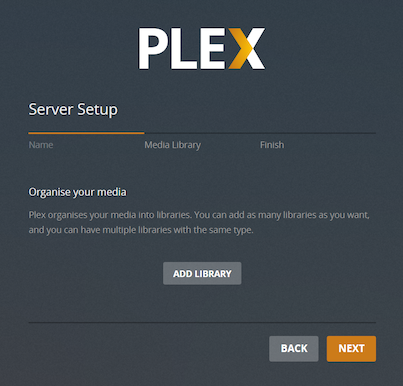 PLEX
Server Setup
Name
Media Library
Finish
Organise your media
Plex organises your media into libraries. You can add as many libraries as you want,
and you can have multiple libraries with the same type.
ADD LIBRARY
BACK
NEXT